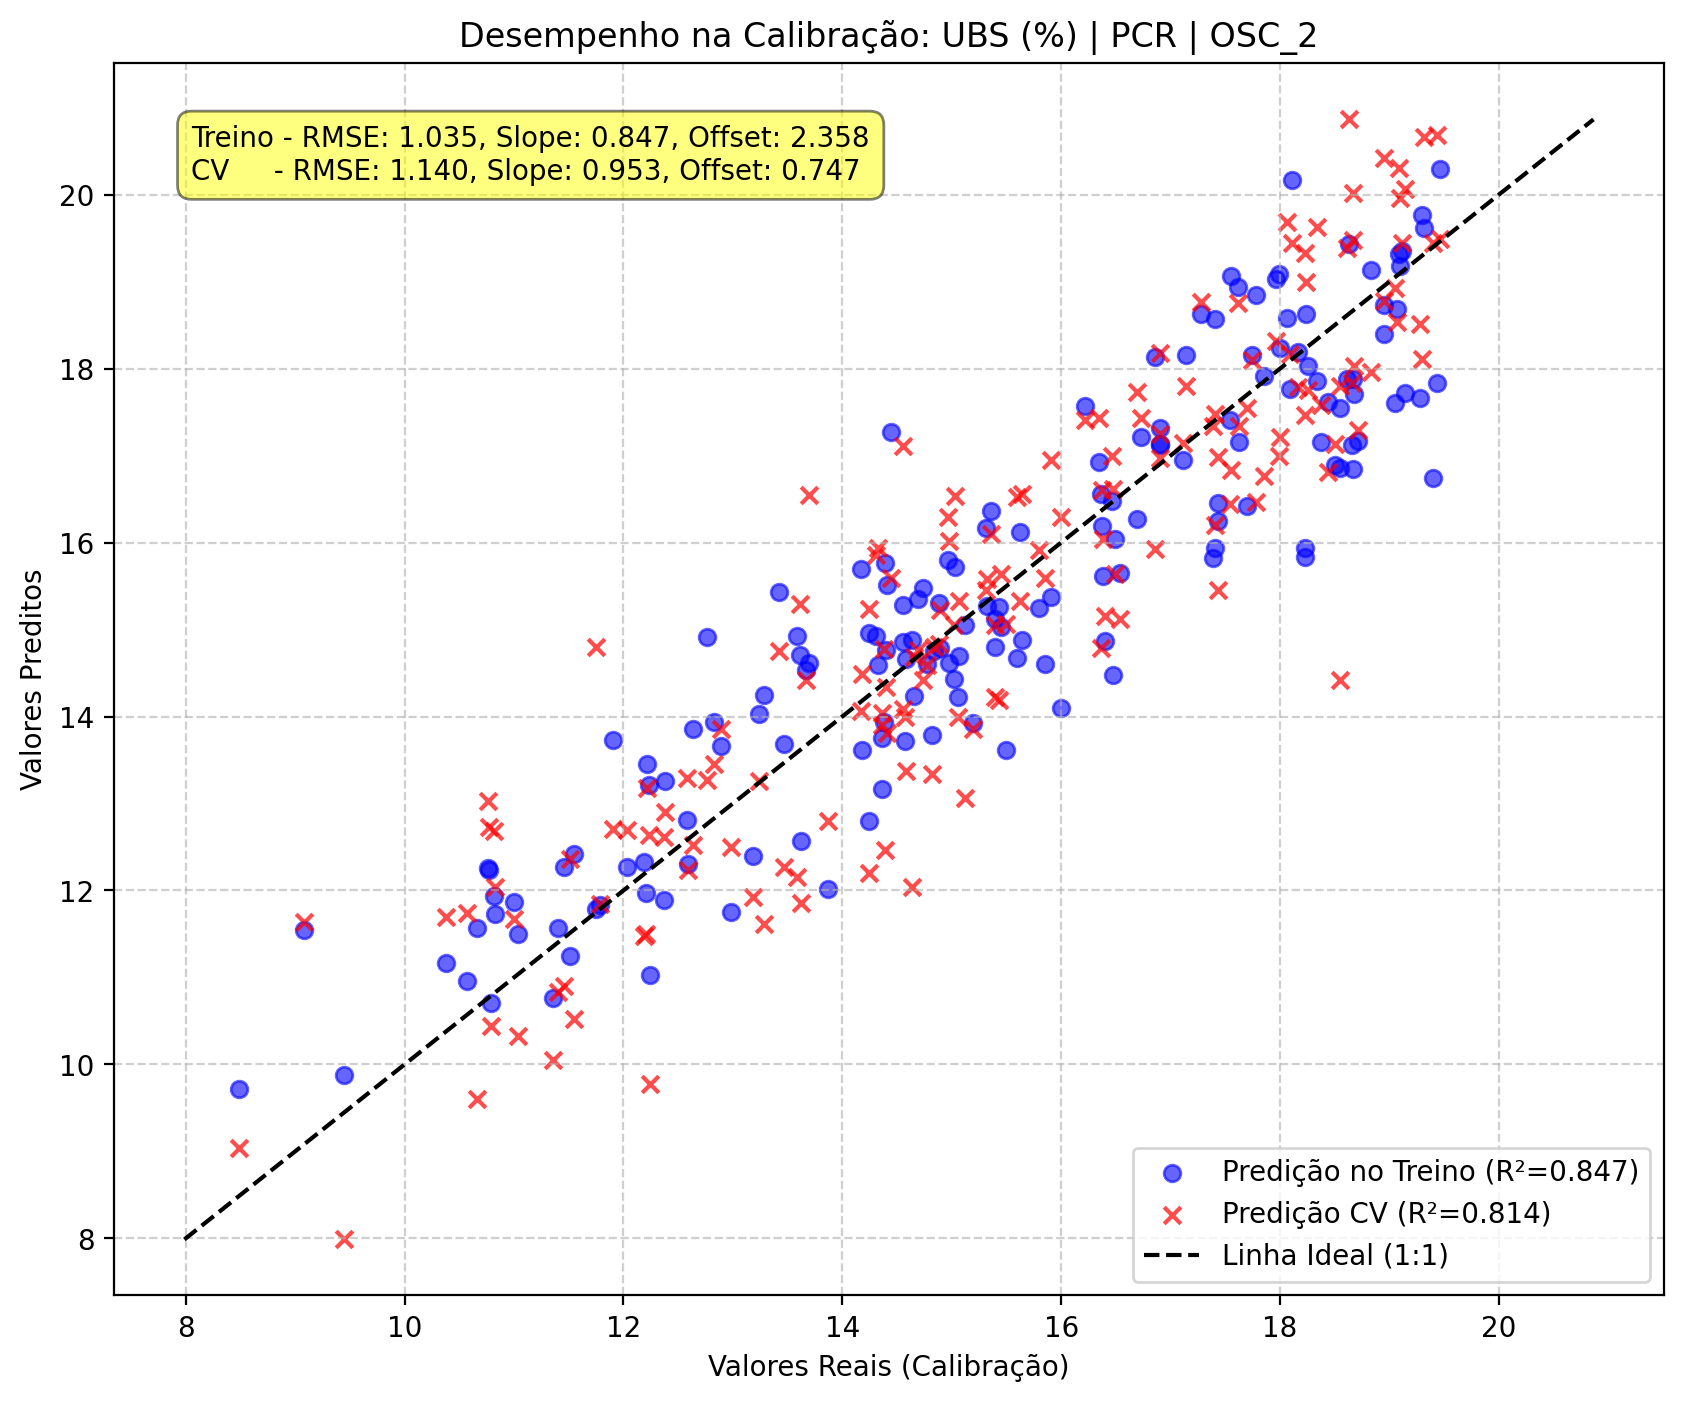 Desempenho na Calibração: UBS (%) | PCR | OSC_2
Treino - RMSE: 1.035, Slope: 0.847, Offset: 2.358
CV - RMSE: 1.140, Slope: 0.953, Offset: 0.747
Valores Preditos
20
18
16
14
12
10
8
Predição no Treino (R²=0.847)
Predição CV (R²=0.814)
Linha Ideal (1:1)
8 10 12 14 16 18 20
Valores Reais (Calibração)